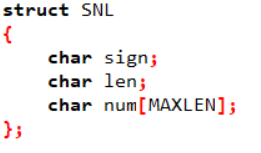 struct SNL
{
    char sign;
    char len;
    char num[MAXLEN];
};